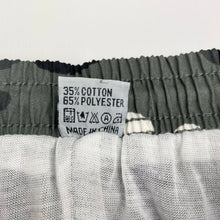 35% COTTON
65% POLYESTER
MADE IN CHINA